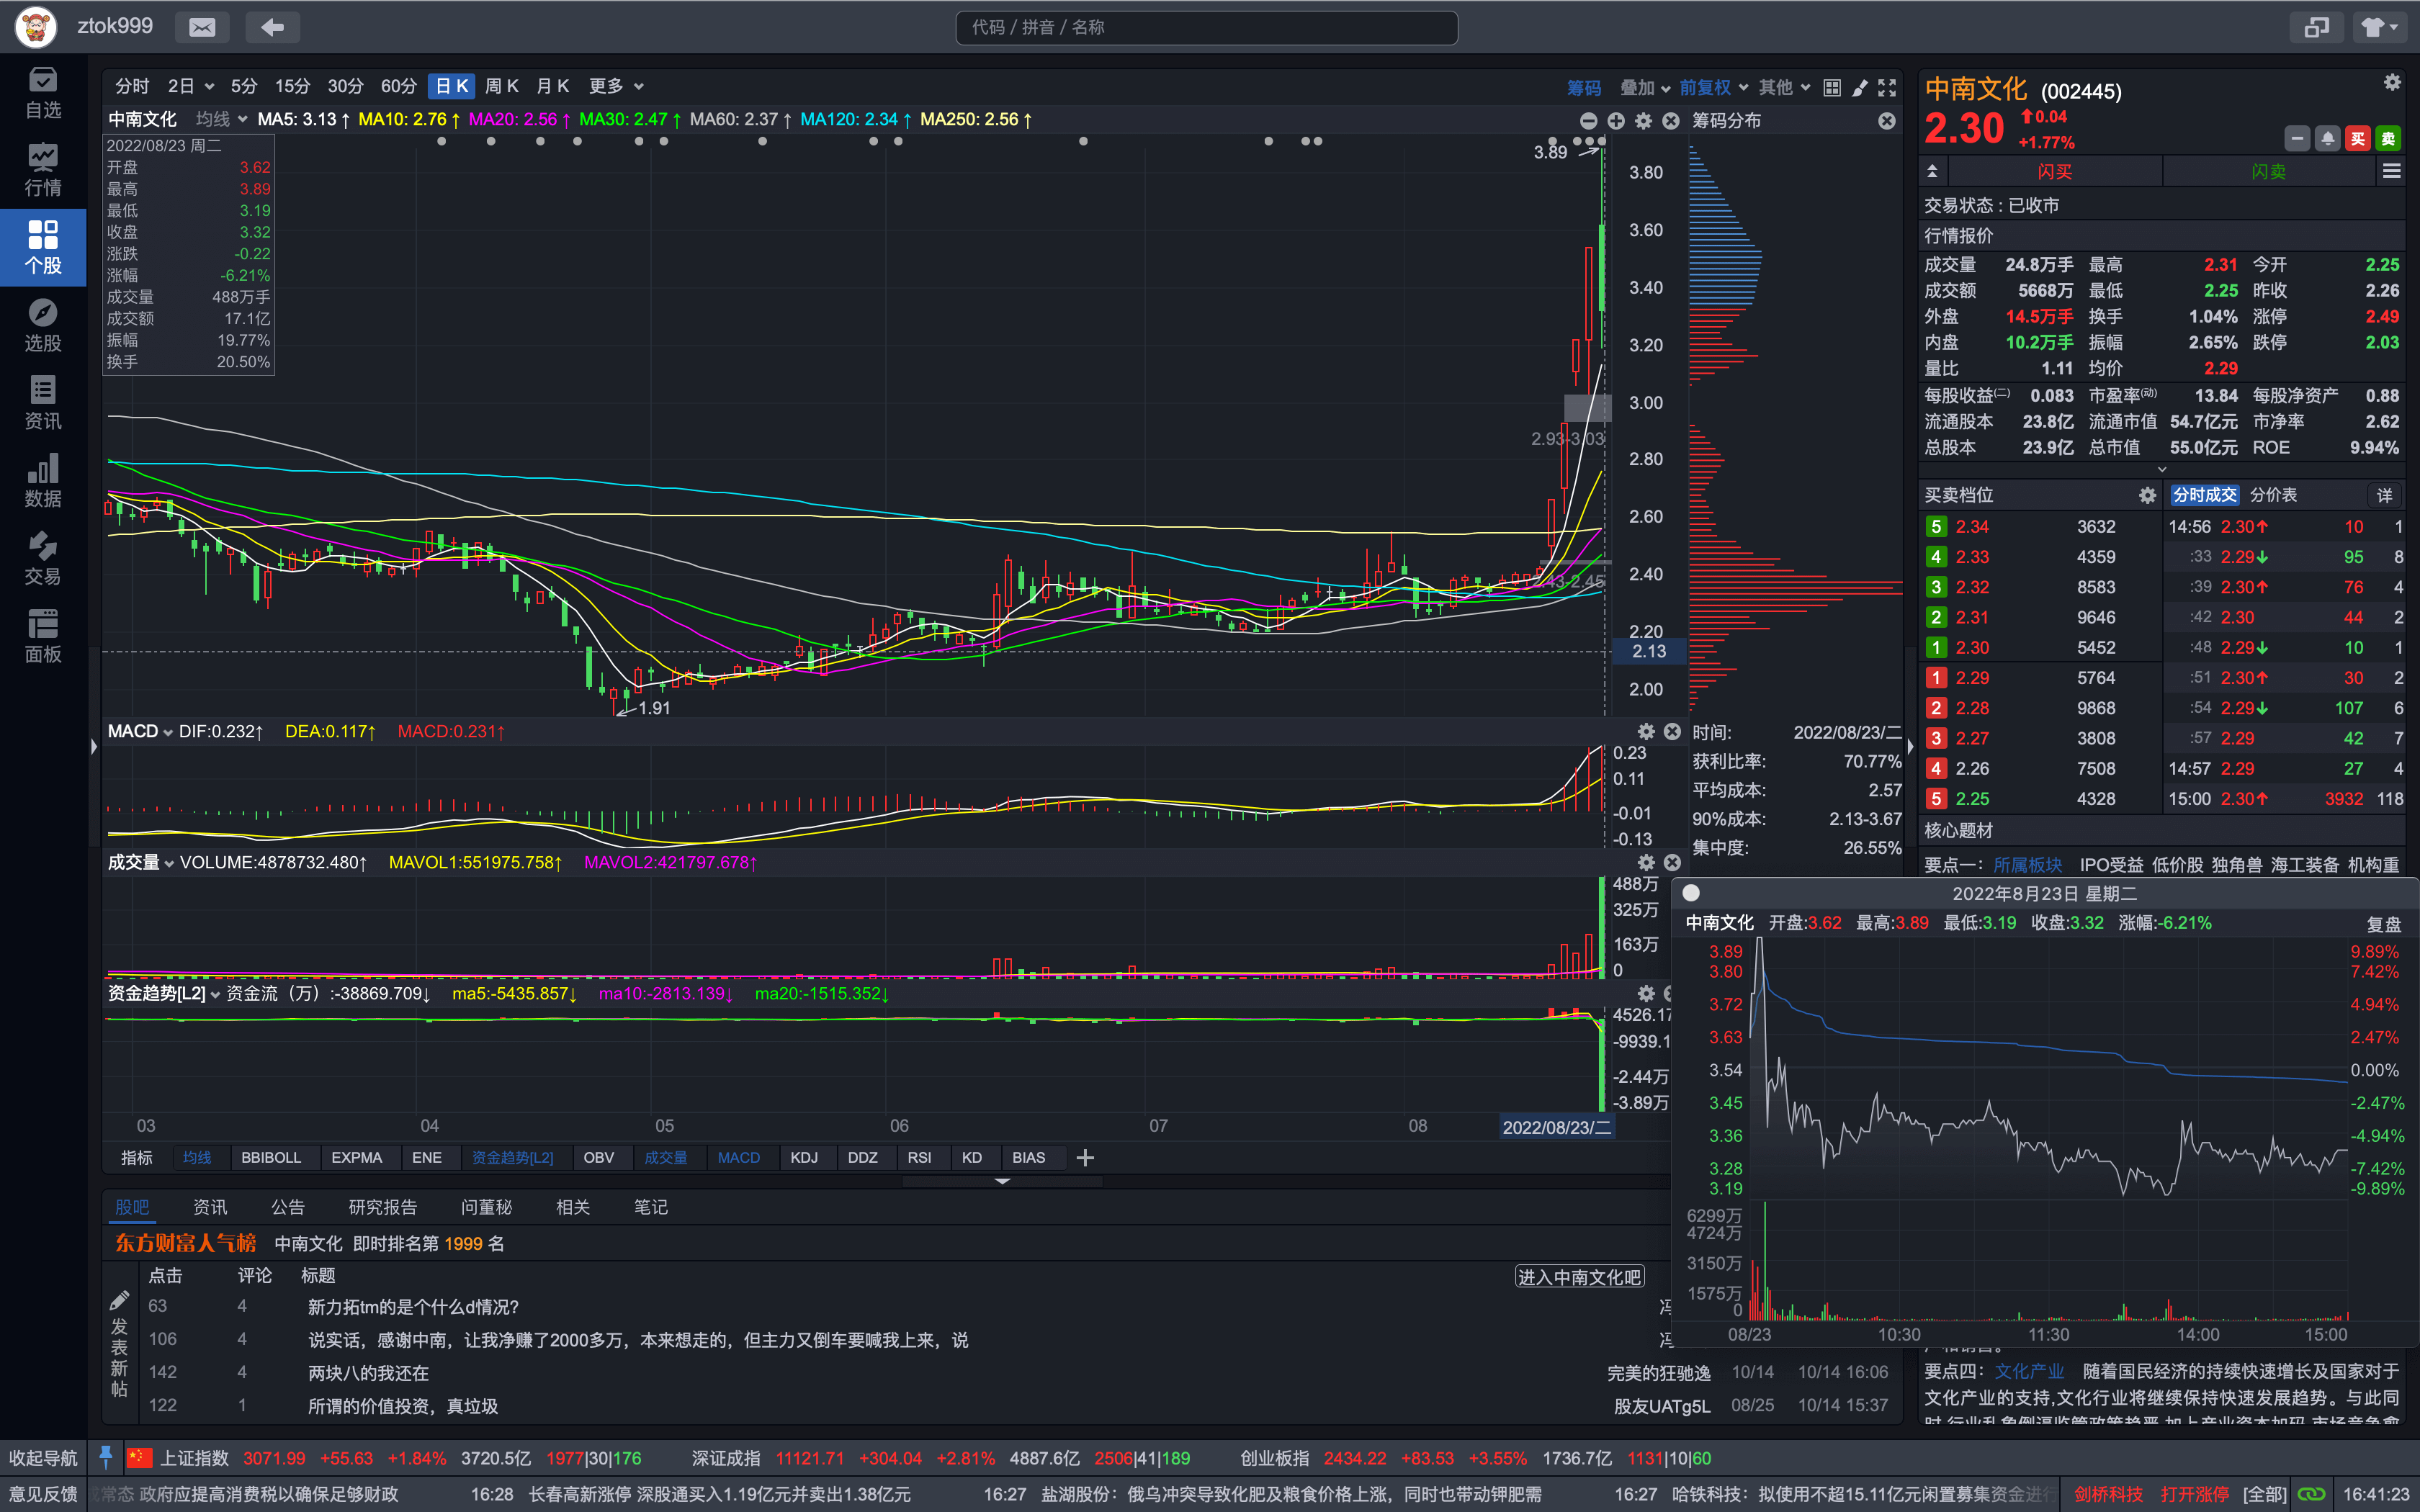 ztok999
代码 / 拼音 / 名称
自选
行情
个股
选股
资讯
数据
交易
面板
分时 2日 5分 15分 30分 60分 日K 周K 月K 更多
筹码 叠加 前复权 其他
中南文化 均线 MA5: 3.13↑ MA10: 2.76↑ MA20: 2.56↑ MA30: 2.47↑ MA60: 2.37↑ MA120: 2.34↑ MA250: 2.56↑
筹码分布
2022/08/23 周二
开盘 3.62
最高 3.89
最低 3.19
收盘 3.32
涨跌 -0.22
涨幅 -6.21%
成交量 488万手
成交额 17.1亿
振幅 19.77%
换手 20.50%
3.89
3.80
3.60
3.40
3.20
3.00
2.93-3.03
2.80
2.60
2.40
2.43-2.45
2.20
2.13
2.00
1.91
MACD DIF:0.232↑ DEA:0.117↑ MACD:0.231↑
0.23
0.11
-0.01
-0.13
成交量 VOLUME:4878732.480↑ MAVOL1:551975.758↑ MAVOL2:421797.678↑
488万
325万
163万
0
资金趋势[L2] 资金流（万）:-38869.709↓ ma5:-5435.857↓ ma10:-2813.139↓ ma20:-1515.352↓
4526.17
-9939.1
-2.44万
-3.89万
03 04 05 06 07 08 2022/08/23/二
指标 均线 BBIBOLL EXPMA ENE 资金趋势[L2] OBV 成交量 MACD KDJ DDZ RSI KD BIAS
时间: 2022/08/23/二
获利比率: 70.77%
平均成本: 2.57
90%成本: 2.13-3.67
集中度: 26.55%
股吧 资讯 公告 研究报告 问董秘 相关 笔记
东方财富人气榜 中南文化 即时排名第 1999 名
点击 评论 标题
进入中南文化吧
发表新帖
63 4 新力拓tm的是个什么d情况?
106 4 说实话，感谢中南，让我净赚了2000多万，本来想走的，但主力又倒车要喊我上来，说
142 4 两块八的我还在 完美的狂驰逸 10/14 10/14 16:06
122 1 所谓的价值投资，真垃圾 股友UATg5L 08/25 10/14 15:37
中南文化 (002445)
2.30 0.04
+1.77%
买 卖
闪买 闪卖
交易状态：已收市
行情报价
成交量 24.8万手 最高 2.31 今开 2.25
成交额 5668万 最低 2.25 昨收 2.26
外盘 14.5万手 换手 1.04% 涨停 2.49
内盘 10.2万手 振幅 2.65% 跌停 2.03
量比 1.11 均价 2.29
每股收益(二) 0.083 市盈率(动) 13.84 每股净资产 0.88
流通股本 23.8亿 流通市值 54.7亿元 市净率 2.62
总股本 23.9亿 总市值 55.0亿元 ROE 9.94%
买卖档位 分时成交 分价表 详
5 2.34 3632 14:56 2.30↑ 10 1
4 2.33 4359 :33 2.29↓ 95 8
3 2.32 8583 :39 2.30↑ 76 4
2 2.31 9646 :42 2.30 44 2
1 2.30 5452 :48 2.29↓ 10 1
1 2.29 5764 :51 2.30↑ 30 2
2 2.28 9868 :54 2.29↓ 107 6
3 2.27 3808 :57 2.29 42 7
4 2.26 7508 14:57 2.29 27 4
5 2.25 4328 15:00 2.30↑ 3932 118
核心题材
要点一: 所属板块 IPO受益 低价股 独角兽 海工装备 机构重
2022年8月23日 星期二
中南文化 开盘:3.62 最高:3.89 最低:3.19 收盘:3.32 涨幅:-6.21% 复盘
3.89 9.89%
3.80 7.42%
3.72 4.94%
3.63 2.47%
3.54 0.00%
3.45 -2.47%
3.36 -4.94%
3.28 -7.42%
3.19 -9.89%
6299万
4724万
3150万
1575万
0
08/23 10:30 11:30 14:00 15:00
要点四: 文化产业 随着国民经济的持续快速增长及国家对于
文化产业的支持,文化行业将继续保持快速发展趋势。与此同
收起导航 上证指数 3071.99 +55.63 +1.84% 3720.5亿 1977|30|176 深证成指 11121.71 +304.04 +2.81% 4887.6亿 2506|41|189 创业板指 2434.22 +83.53 +3.55% 1736.7亿 1131|10|60
意见反馈 常态 政府应提高消费税以确保足够财政 16:28 长春高新涨停 深股通买入1.19亿元并卖出1.38亿元 16:27 盐湖股份：俄乌冲突导致化肥及粮食价格上涨，同时也带动钾肥需 16:27 哈铁科技：拟使用不超15.11亿元闲置募集资金进行 剑桥科技 打开涨停 [全部] 16:41:23